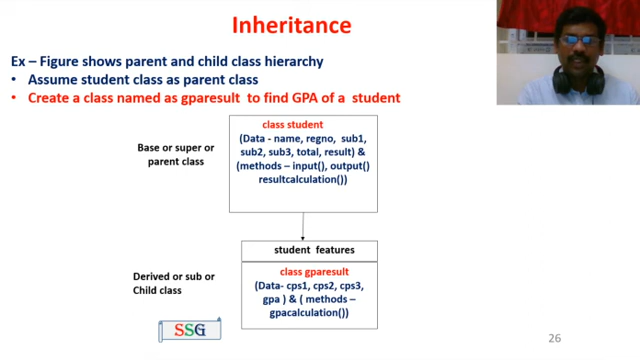 Inheritance
Ex – Figure shows parent and child class hierarchy
• Assume student class as parent class
• Create a class named as gparesult to find GPA of a student
class student
(Data - name, regno, sub1,
sub2, sub3, total, result) &
(methods – input(), output()
resultcalculation())
Base or super or
parent class
student features
class gparesult
(Data- cps1, cps2, cps3,
gpa ) & ( methods –
gpacalculation())
Derived or sub or
Child class
SSG
26